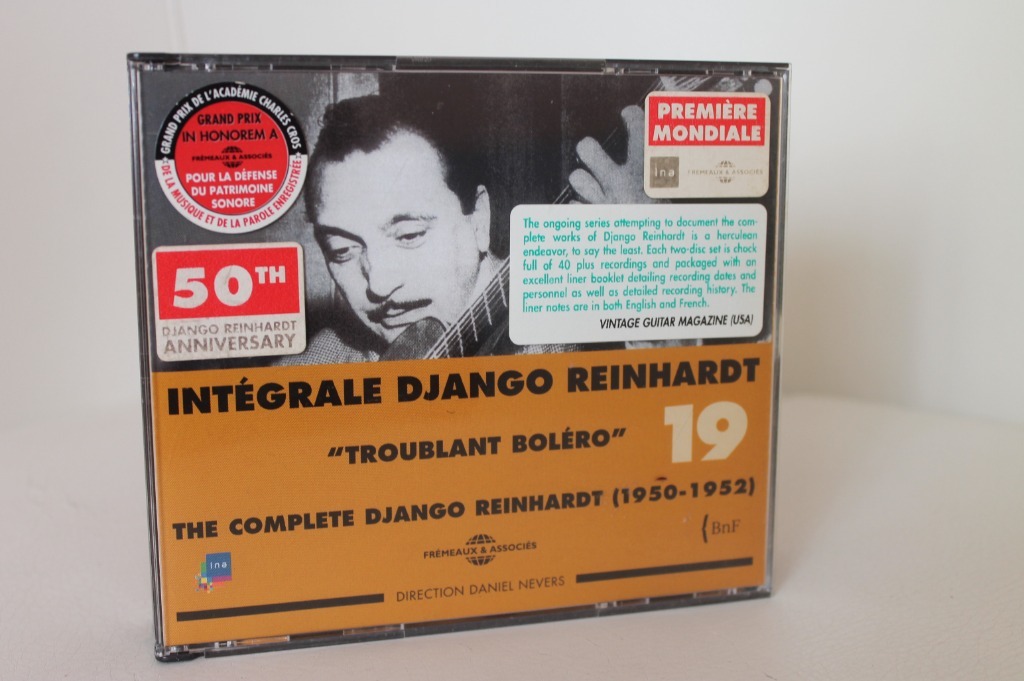 GRAND PRIX DE L'ACADÉMIE CHARLES CROS
GRAND PRIX
IN HONOREM A
FRÉMEAUX & ASSOCIÉS
POUR LA DÉFENSE
DU PATRIMOINE
SONORE
DE LA MUSIQUE ET DE LA PAROLE ENREGISTRÉE
PREMIÈRE
MONDIALE
ina
FRÉMEAUX & ASSOCIÉS
50TH
DJANGO REINHARDT
ANNIVERSARY
The ongoing series attempting to document the com-
plete works of Django Reinhardt is a herculean
endeavor, to say the least. Each two-disc set is chock
full of 40 plus recordings and packaged with an
excellent liner booklet detailing recording dates and
personnel as well as detailed recording history. The
liner notes are in both English and French.
VINTAGE GUITAR MAGAZINE (USA)
INTÉGRALE DJANGO REINHARDT
"TROUBLANT BOLÉRO"
19
THE COMPLETE DJANGO REINHARDT (1950-1952)
ina
FRÉMEAUX & ASSOCIÉS
BnF
DIRECTION DANIEL NEVERS